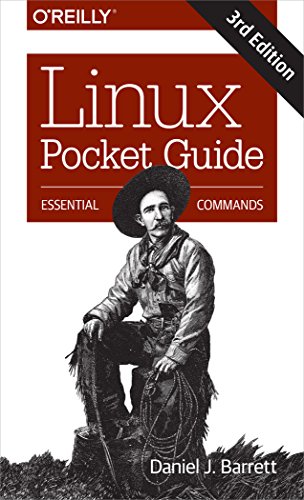 O'REILLY®
3rd Edition
Linux
Pocket Guide
ESSENTIAL COMMANDS
Daniel J. Barrett